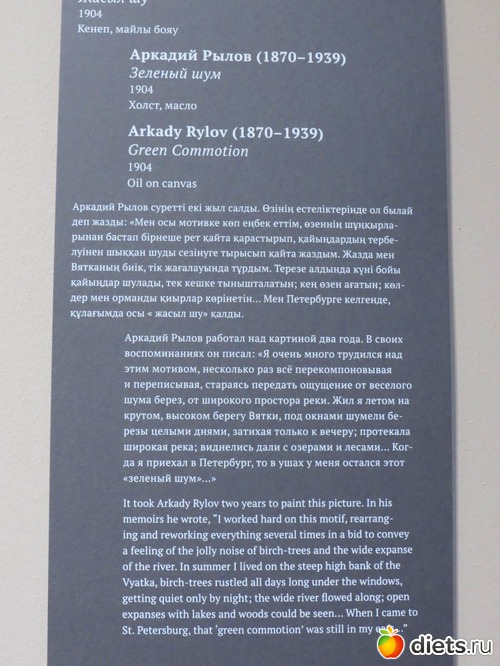 Жасыл шу
1904
Кенеп, майлы бояу
Аркадий Рылов (1870–1939)
Зеленый шум
1904
Холст, масло
Arkady Rylov (1870–1939)
Green Commotion
1904
Oil on canvas
Аркадий Рылов суретті екі жыл салды. Өзінің естеліктерінде ол былай
деп жазды: «Мен осы мотивке көп еңбек еттім, өзеннің шұңқырла-
рынан бастап бірнеше рет қайта қарастырып, қайыңдардың тербе-
луінен шыққан шуды сезінуге тырысып қайта жаздым. Жазда мен
Вятканың биік, тік жағалауында тұрдым. Терезе алдында күні бойы
қайыңдар шулады, тек кешке тынышталатын; кең өзен ағатын; көл-
дер мен орманды қиырлар көрінетін... Мен Петербургке келгенде,
құлағымда осы « жасыл шу» қалды.
Аркадий Рылов работал над картиной два года. В своих
воспоминаниях он писал: «Я очень много трудился над
этим мотивом, несколько раз всё перекомпоновывая
и переписывая, стараясь передать ощущение от веселого
шума берез, от широкого простора реки. Жил я летом на
крутом, высоком берегу Вятки, под окнами шумели бе-
резы целыми днями, затихая только к вечеру; протекала
широкая река; виднелись дали с озерами и лесами... Ког-
да я приехал в Петербург, то в ушах у меня остался этот
«зеленый шум»...»
It took Arkady Rylov two years to paint this picture. In his
memoirs he wrote, “I worked hard on this motif, rearrang-
ing and reworking everything several times in a bid to convey
a feeling of the jolly noise of birch-trees and the wide expanse
of the river. In summer I lived on the steep high bank of the
Vyatka, birch-trees rustled all days long under the windows,
getting quiet only by night; the wide river flowed along; open
expanses with lakes and woods could be seen... When I came to
St. Petersburg, that ‘green commotion’ was still in my ears..”
diets.ru